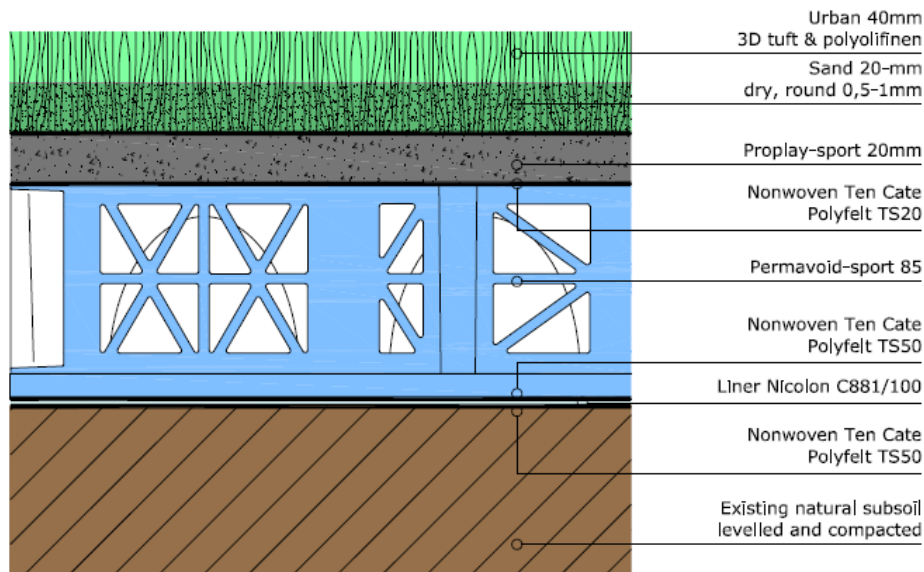 Urban 40mm
3D tuft & polyolifinen
Sand 20-mm
dry, round 0,5-1mm
Proplay-sport 20mm
Nonwoven Ten Cate
Polyfelt TS20
Permavoid-sport 85
Nonwoven Ten Cate
Polyfelt TS50
Liner Nicolon C881/100
Nonwoven Ten Cate
Polyfelt TS50
Existing natural subsoil
levelled and compacted